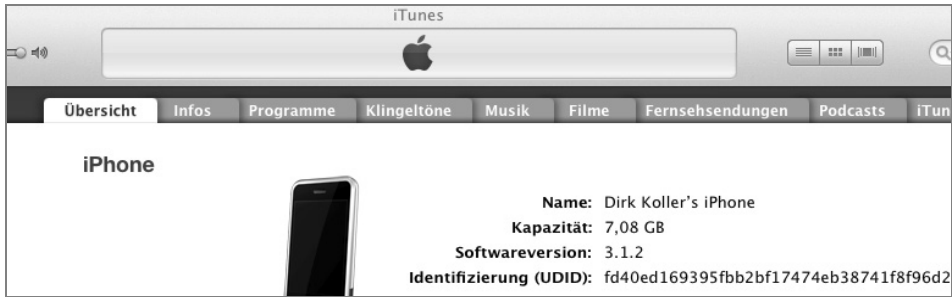 iTunes
Übersicht Infos Programme Klingeltöne Musik Filme Fernsehsendungen Podcasts iTun
iPhone
Name: Dirk Koller's iPhone
Kapazität: 7,08 GB
Softwareversion: 3.1.2
Identifizierung (UDID): fd40ed169395fbb2bf17474eb38741f8f96d2